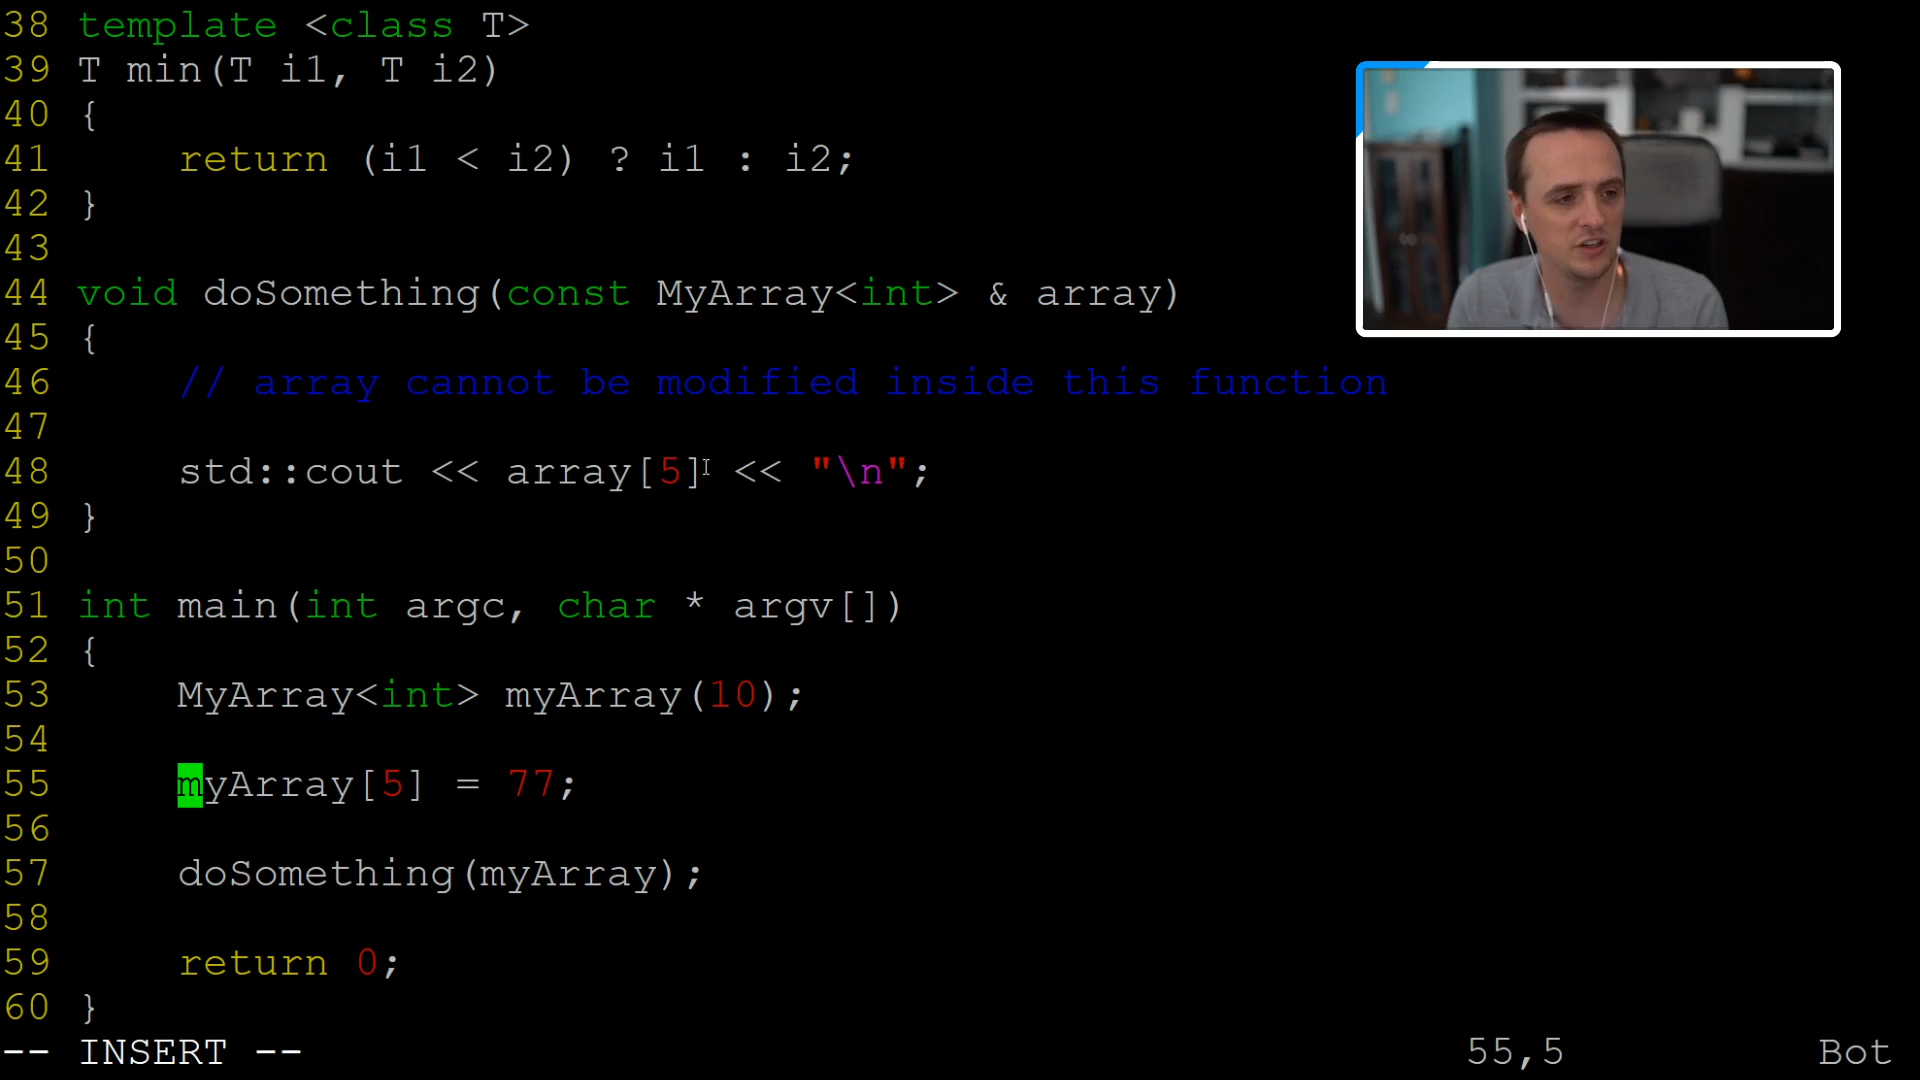 38 template <class T>
39 T min(T i1, T i2)
40 {
41     return (i1 < i2) ? i1 : i2;
42 }
43
44 void doSomething(const MyArray<int> & array)
45 {
46     // array cannot be modified inside this function
47
48     std::cout << array[5] << "\n";
49 }
50
51 int main(int argc, char * argv[])
52 {
53     MyArray<int> myArray(10);
54
55     myArray[5] = 77;
56
57     doSomething(myArray);
58
59     return 0;
60 }
-- INSERT -- 55,5 Bot